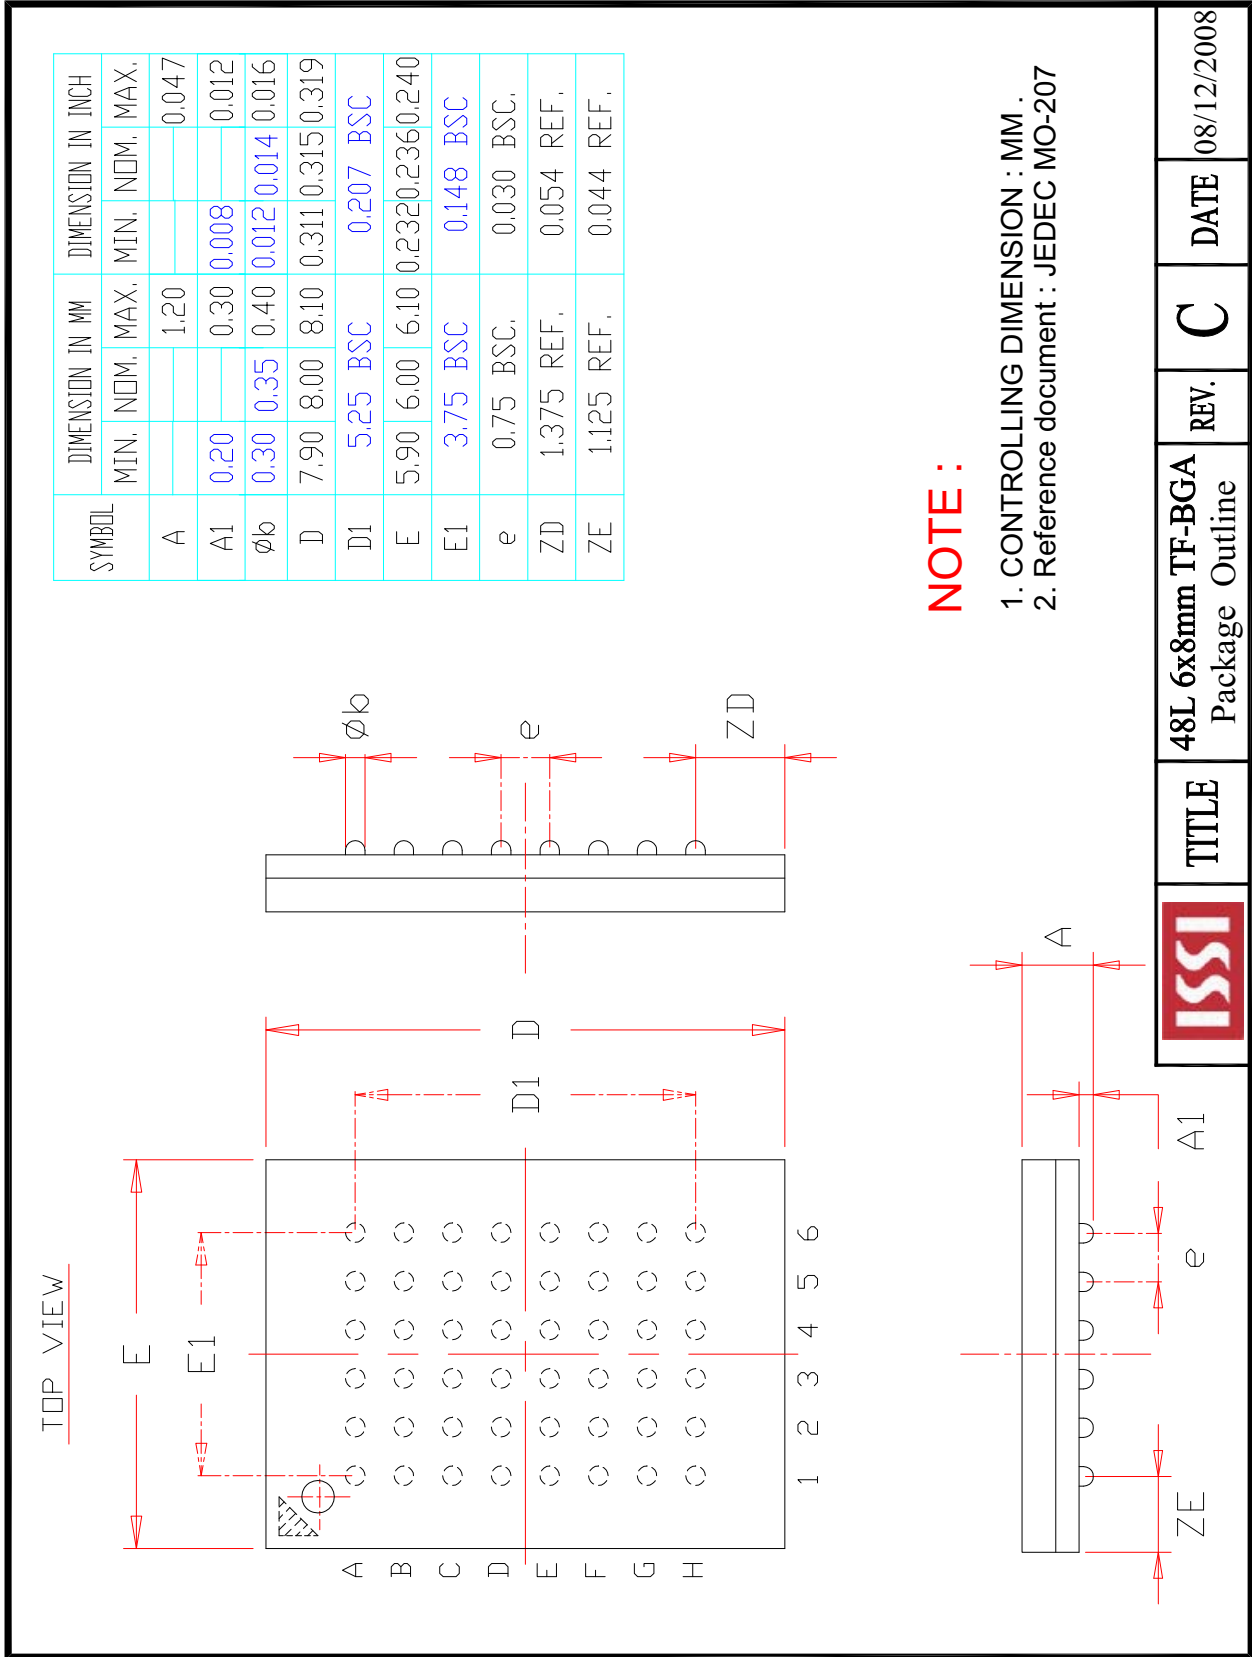 TOP VIEW
E
E1
A
B
C
D
E
F
G
H
1 2 3 4 5 6
D1
D
Øb
e
ZD
ZE
e
A1
A
SYMBOL DIMENSION IN MM DIMENSION IN INCH
MIN. NOM. MAX. MIN. NOM. MAX.
A 1.20 0.047
A1 0.20 0.30 0.008 0.012
Øb 0.30 0.35 0.40 0.012 0.014 0.016
D 7.90 8.00 8.10 0.311 0.315 0.319
D1 5.25 BSC 0.207 BSC
E 5.90 6.00 6.10 0.232 0.236 0.240
E1 3.75 BSC 0.148 BSC
e 0.75 BSC. 0.030 BSC.
ZD 1.375 REF. 0.054 REF.
ZE 1.125 REF. 0.044 REF.
NOTE :
1. CONTROLLING DIMENSION : MM .
2. Reference document : JEDEC MO-207
ISSI
TITLE
48L 6x8mm TF-BGA
Package Outline
REV.
C
DATE
08/12/2008